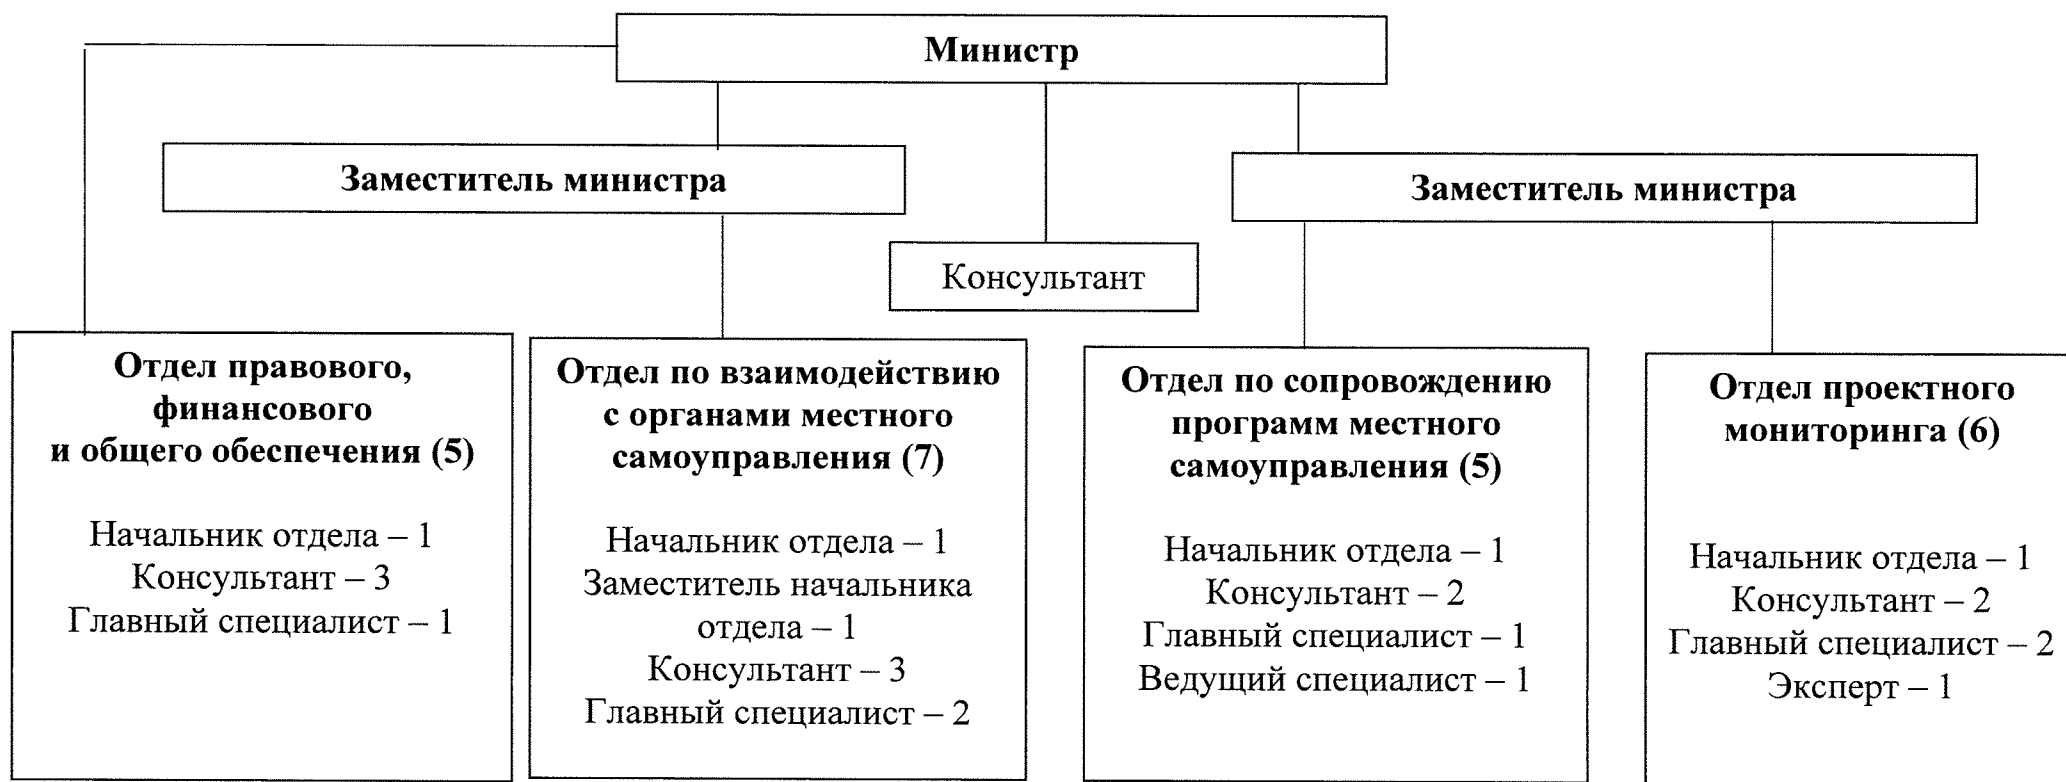 Министр
Заместитель министра
Заместитель министра
Консультант
Отдел правового,
финансового
и общего обеспечения (5)
Начальник отдела – 1
Консультант – 3
Главный специалист – 1
Отдел по взаимодействию
с органами местного
самоуправления (7)
Начальник отдела – 1
Заместитель начальника
отдела – 1
Консультант – 3
Главный специалист – 2
Отдел по сопровождению
программ местного
самоуправления (5)
Начальник отдела – 1
Консультант – 2
Главный специалист – 1
Ведущий специалист – 1
Отдел проектного
мониторинга (6)
Начальник отдела – 1
Консультант – 2
Главный специалист – 2
Эксперт – 1